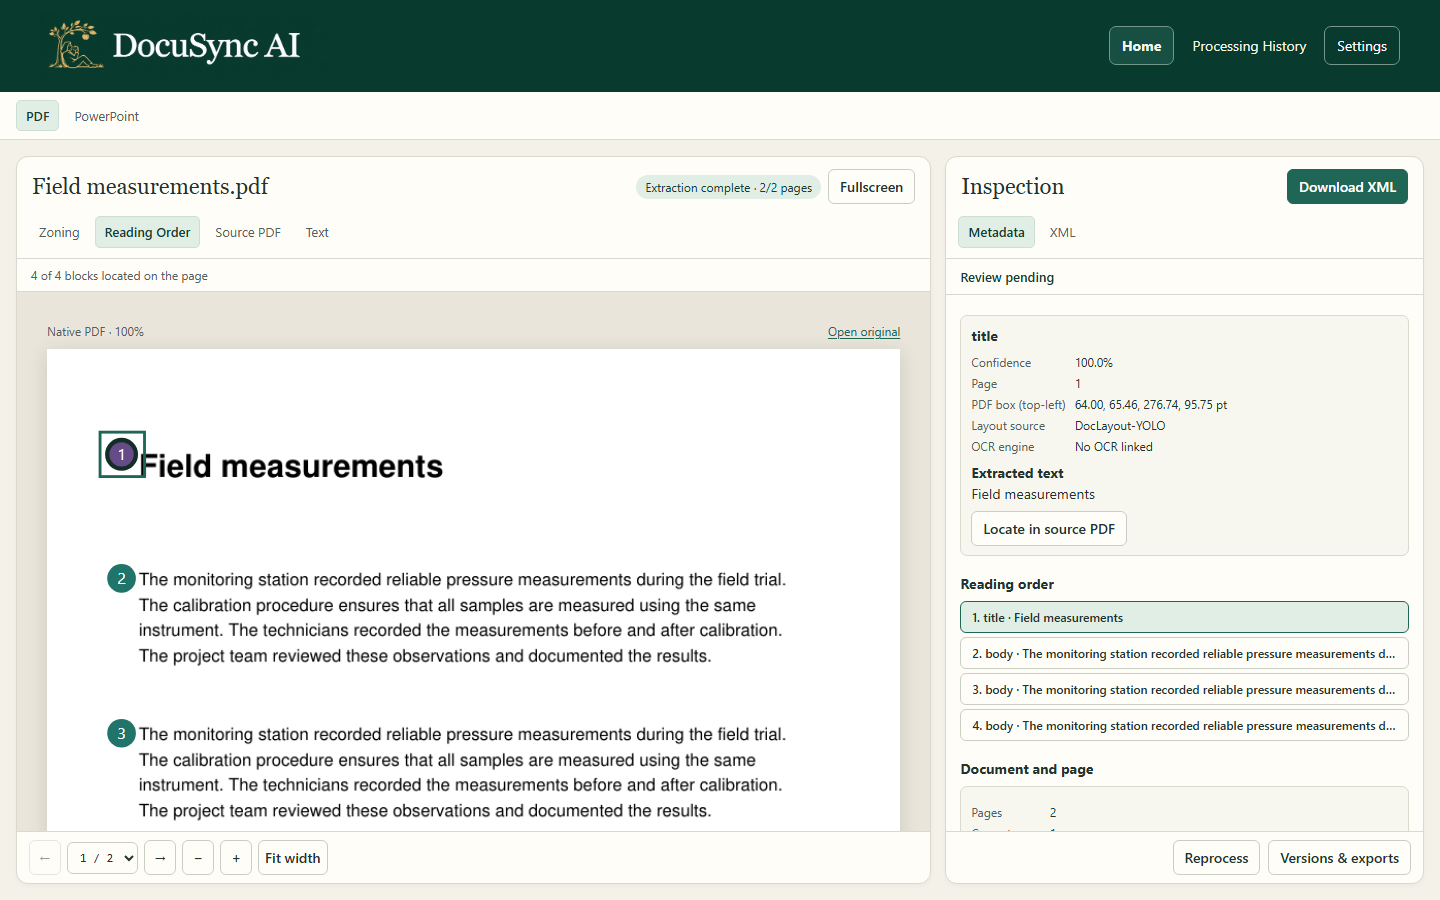 DocuSync AI
Home
Processing History
Settings
PDF
PowerPoint
Field measurements.pdf
Extraction complete · 2/2 pages
Fullscreen
Zoning
Reading Order
Source PDF
Text
4 of 4 blocks located on the page
Native PDF · 100%
Open original
1
Field measurements
2
The monitoring station recorded reliable pressure measurements during the field trial.
The calibration procedure ensures that all samples are measured using the same
instrument. The technicians recorded the measurements before and after calibration.
The project team reviewed these observations and documented the results.
3
The monitoring station recorded reliable pressure measurements during the field trial.
The calibration procedure ensures that all samples are measured using the same
instrument. The technicians recorded the measurements before and after calibration.
The project team reviewed these observations and documented the results.
←
1 / 2
→
−
+
Fit width
Inspection
Download XML
Metadata
XML
Review pending
title
Confidence 100.0%
Page 1
PDF box (top-left) 64.00, 65.46, 276.74, 95.75 pt
Layout source DocLayout-YOLO
OCR engine No OCR linked
Extracted text
Field measurements
Locate in source PDF
Reading order
1. title · Field measurements
2. body · The monitoring station recorded reliable pressure measurements d...
3. body · The monitoring station recorded reliable pressure measurements d...
4. body · The monitoring station recorded reliable pressure measurements d...
Document and page
Pages 2
Reprocess
Versions & exports